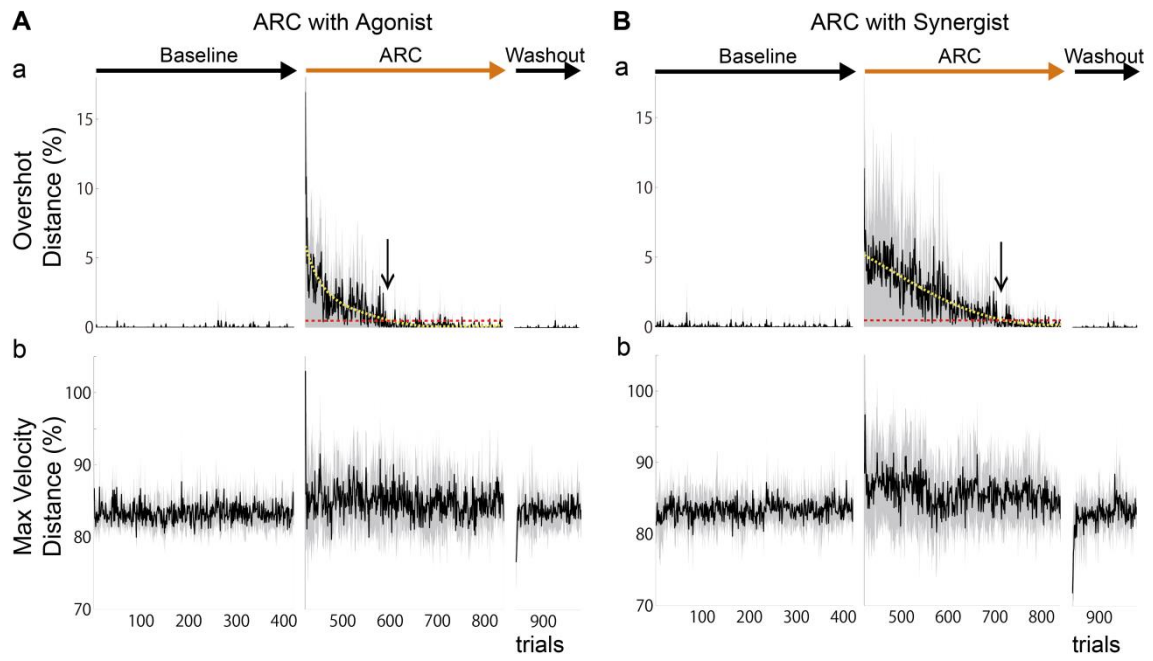 A ARC with Agonist
a Baseline ARC Washout
Overshot
Distance (%)
15
10
5
0
b
Max Velocity
Distance (%)
100
90
80
70
100 200 300 400 500 600 700 800 900
trials
B ARC with Synergist
a Baseline ARC Washout
15
10
5
0
b
100
90
80
70
100 200 300 400 500 600 700 800 900
trials